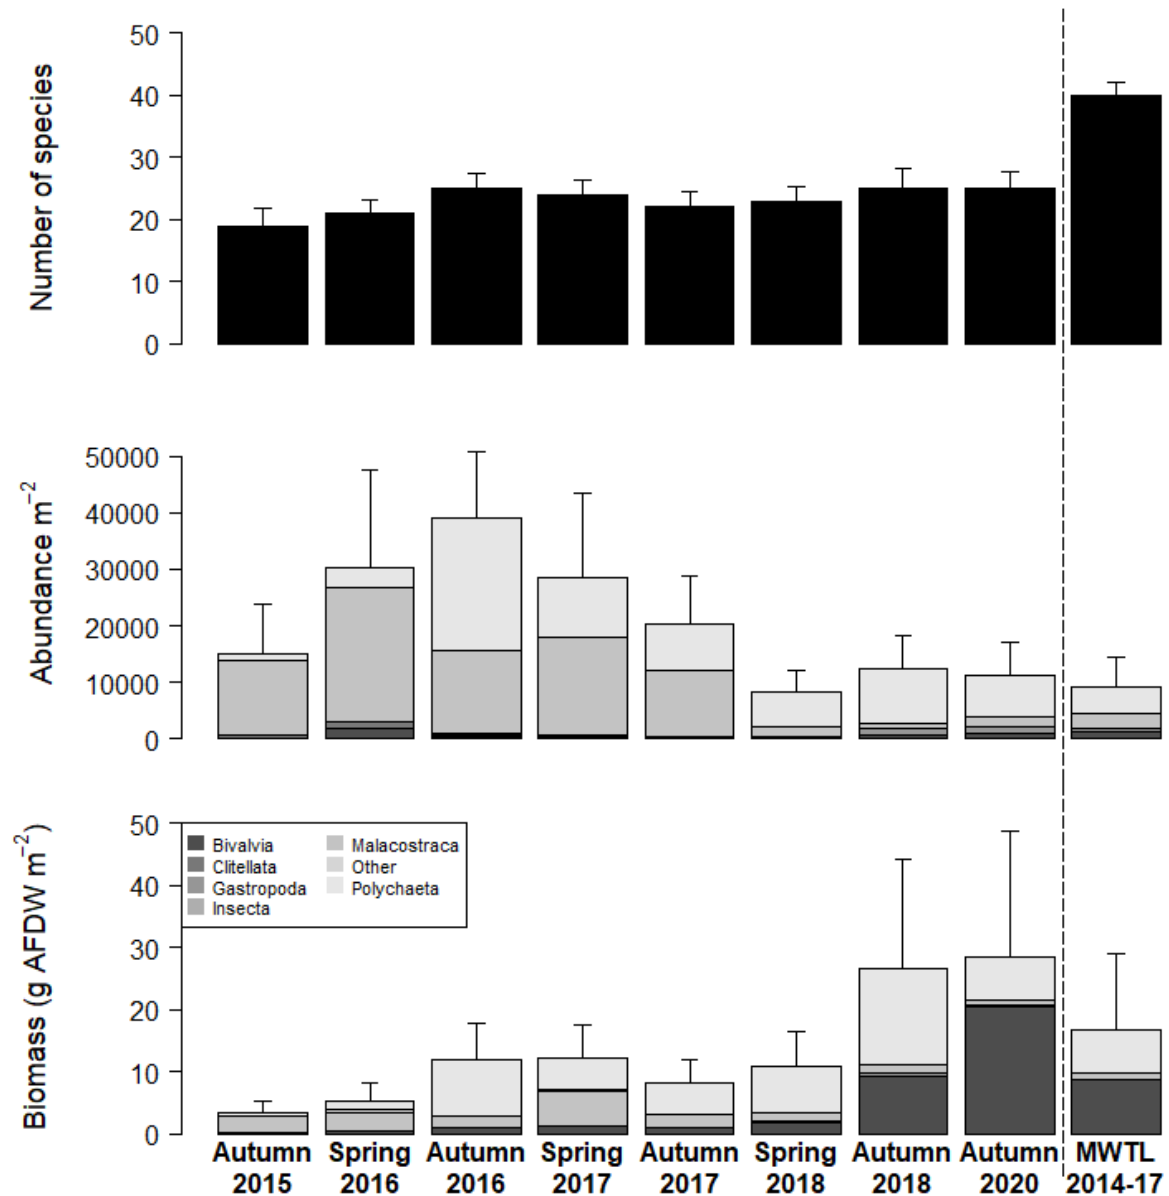 Number of species
50
40
30
20
10
0
Abundance m⁻²
50000
40000
30000
20000
10000
0
Biomass (g AFDW m⁻²)
50
40
30
20
10
0
Bivalvia Malacostraca
Clitellata Other
Gastropoda Polychaeta
Insecta
Autumn Spring Autumn Spring Autumn Spring Autumn Autumn MWTL
2015 2016 2016 2017 2017 2018 2018 2020 2014-17